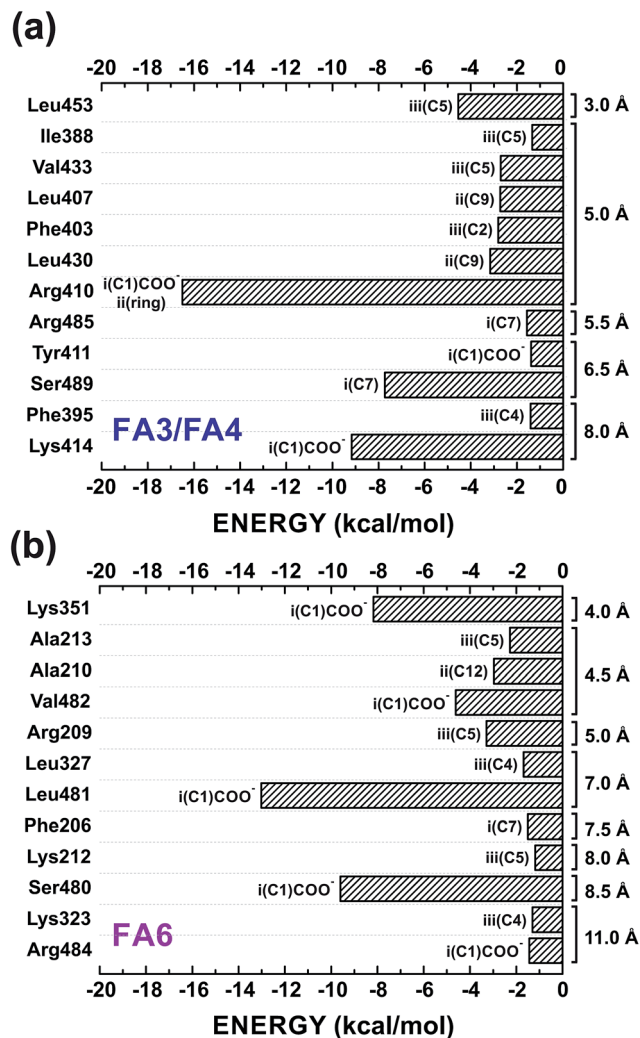 (a)
-20 -18 -16 -14 -12 -10 -8 -6 -4 -2 0
Leu453 iii(C5) 3.0 Å
Ile388 iii(C5)
Val433 iii(C5)
Leu407 ii(C9) 5.0 Å
Phe403 iii(C2)
Leu430 ii(C9)
Arg410 i(C1)COO⁻
ii(ring)
Arg485 i(C7) 5.5 Å
Tyr411 i(C1)COO⁻
6.5 Å
Ser489 i(C7)
Phe395 iii(C4)
FA3/FA4 8.0 Å
Lys414 i(C1)COO⁻
-20 -18 -16 -14 -12 -10 -8 -6 -4 -2 0
ENERGY (kcal/mol)
(b)
-20 -18 -16 -14 -12 -10 -8 -6 -4 -2 0
Lys351 i(C1)COO⁻ 4.0 Å
Ala213 iii(C5)
Ala210 ii(C12) 4.5 Å
Val482 i(C1)COO⁻
Arg209 iii(C5) 5.0 Å
Leu327 iii(C4)
7.0 Å
Leu481 i(C1)COO⁻
Phe206 i(C7) 7.5 Å
Lys212 iii(C5) 8.0 Å
Ser480 i(C1)COO⁻ 8.5 Å
Lys323 iii(C4)
FA6 11.0 Å
Arg484 i(C1)COO⁻
-20 -18 -16 -14 -12 -10 -8 -6 -4 -2 0
ENERGY (kcal/mol)